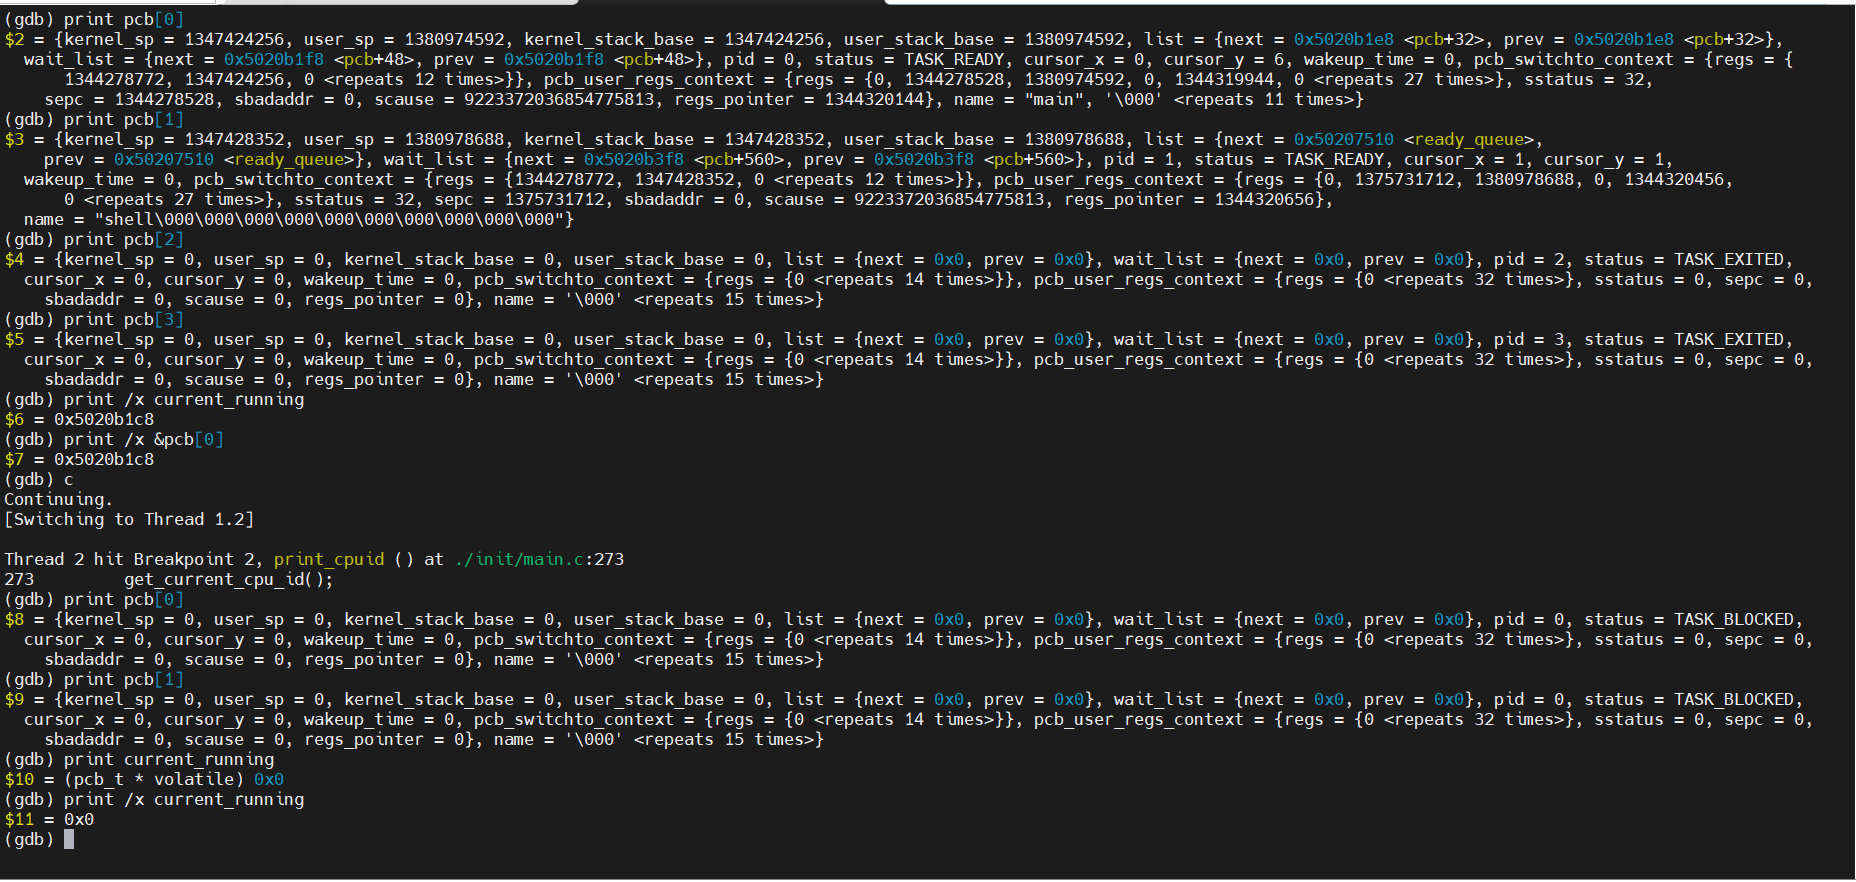 (gdb) print pcb[0]
$2 = {kernel_sp = 1347424256, user_sp = 1380974592, kernel_stack_base = 1347424256, user_stack_base = 1380974592, list = {next = 0x5020b1e8 <pcb+32>, prev = 0x5020b1e8 <pcb+32>},
  wait_list = {next = 0x5020b1f8 <pcb+48>, prev = 0x5020b1f8 <pcb+48>}, pid = 0, status = TASK_READY, cursor_x = 0, cursor_y = 6, wakeup_time = 0, pcb_switchto_context = {regs = {
      1344278772, 1347424256, 0 <repeats 12 times>}}, pcb_user_regs_context = {regs = {0, 1344278528, 1380974592, 0, 1344319944, 0 <repeats 27 times>}, sstatus = 32,
    sepc = 1344278528, sbadaddr = 0, scause = 9223372036854775813, regs_pointer = 1344320144}, name = "main", '\000' <repeats 11 times>}
(gdb) print pcb[1]
$3 = {kernel_sp = 1347428352, user_sp = 1380978688, kernel_stack_base = 1347428352, user_stack_base = 1380978688, list = {next = 0x50207510 <ready_queue>,
    prev = 0x50207510 <ready_queue>}, wait_list = {next = 0x5020b3f8 <pcb+560>, prev = 0x5020b3f8 <pcb+560>}, pid = 1, status = TASK_READY, cursor_x = 1, cursor_y = 1,
  wakeup_time = 0, pcb_switchto_context = {regs = {1344278772, 1347428352, 0 <repeats 12 times>}}, pcb_user_regs_context = {regs = {0, 1375731712, 1380978688, 0, 1344320456,
      0 <repeats 27 times>}, sstatus = 32, sepc = 1375731712, sbadaddr = 0, scause = 9223372036854775813, regs_pointer = 1344320656},
  name = "shell\000\000\000\000\000\000\000\000\000\000"}
(gdb) print pcb[2]
$4 = {kernel_sp = 0, user_sp = 0, kernel_stack_base = 0, user_stack_base = 0, list = {next = 0x0, prev = 0x0}, wait_list = {next = 0x0, prev = 0x0}, pid = 2, status = TASK_EXITED,
  cursor_x = 0, cursor_y = 0, wakeup_time = 0, pcb_switchto_context = {regs = {0 <repeats 14 times>}}, pcb_user_regs_context = {regs = {0 <repeats 32 times>}, sstatus = 0, sepc = 0,
    sbadaddr = 0, scause = 0, regs_pointer = 0}, name = '\000' <repeats 15 times>}
(gdb) print pcb[3]
$5 = {kernel_sp = 0, user_sp = 0, kernel_stack_base = 0, user_stack_base = 0, list = {next = 0x0, prev = 0x0}, wait_list = {next = 0x0, prev = 0x0}, pid = 3, status = TASK_EXITED,
  cursor_x = 0, cursor_y = 0, wakeup_time = 0, pcb_switchto_context = {regs = {0 <repeats 14 times>}}, pcb_user_regs_context = {regs = {0 <repeats 32 times>}, sstatus = 0, sepc = 0,
    sbadaddr = 0, scause = 0, regs_pointer = 0}, name = '\000' <repeats 15 times>}
(gdb) print /x current_running
$6 = 0x5020b1c8
(gdb) print /x &pcb[0]
$7 = 0x5020b1c8
(gdb) c
Continuing.
[Switching to Thread 1.2]
Thread 2 hit Breakpoint 2, print_cpuid () at ./init/main.c:273
273         get_current_cpu_id();
(gdb) print pcb[0]
$8 = {kernel_sp = 0, user_sp = 0, kernel_stack_base = 0, user_stack_base = 0, list = {next = 0x0, prev = 0x0}, wait_list = {next = 0x0, prev = 0x0}, pid = 0, status = TASK_BLOCKED,
  cursor_x = 0, cursor_y = 0, wakeup_time = 0, pcb_switchto_context = {regs = {0 <repeats 14 times>}}, pcb_user_regs_context = {regs = {0 <repeats 32 times>}, sstatus = 0, sepc = 0,
    sbadaddr = 0, scause = 0, regs_pointer = 0}, name = '\000' <repeats 15 times>}
(gdb) print pcb[1]
$9 = {kernel_sp = 0, user_sp = 0, kernel_stack_base = 0, user_stack_base = 0, list = {next = 0x0, prev = 0x0}, wait_list = {next = 0x0, prev = 0x0}, pid = 0, status = TASK_BLOCKED,
  cursor_x = 0, cursor_y = 0, wakeup_time = 0, pcb_switchto_context = {regs = {0 <repeats 14 times>}}, pcb_user_regs_context = {regs = {0 <repeats 32 times>}, sstatus = 0, sepc = 0,
    sbadaddr = 0, scause = 0, regs_pointer = 0}, name = '\000' <repeats 15 times>}
(gdb) print current_running
$10 = (pcb_t * volatile) 0x0
(gdb) print /x current_running
$11 = 0x0
(gdb)